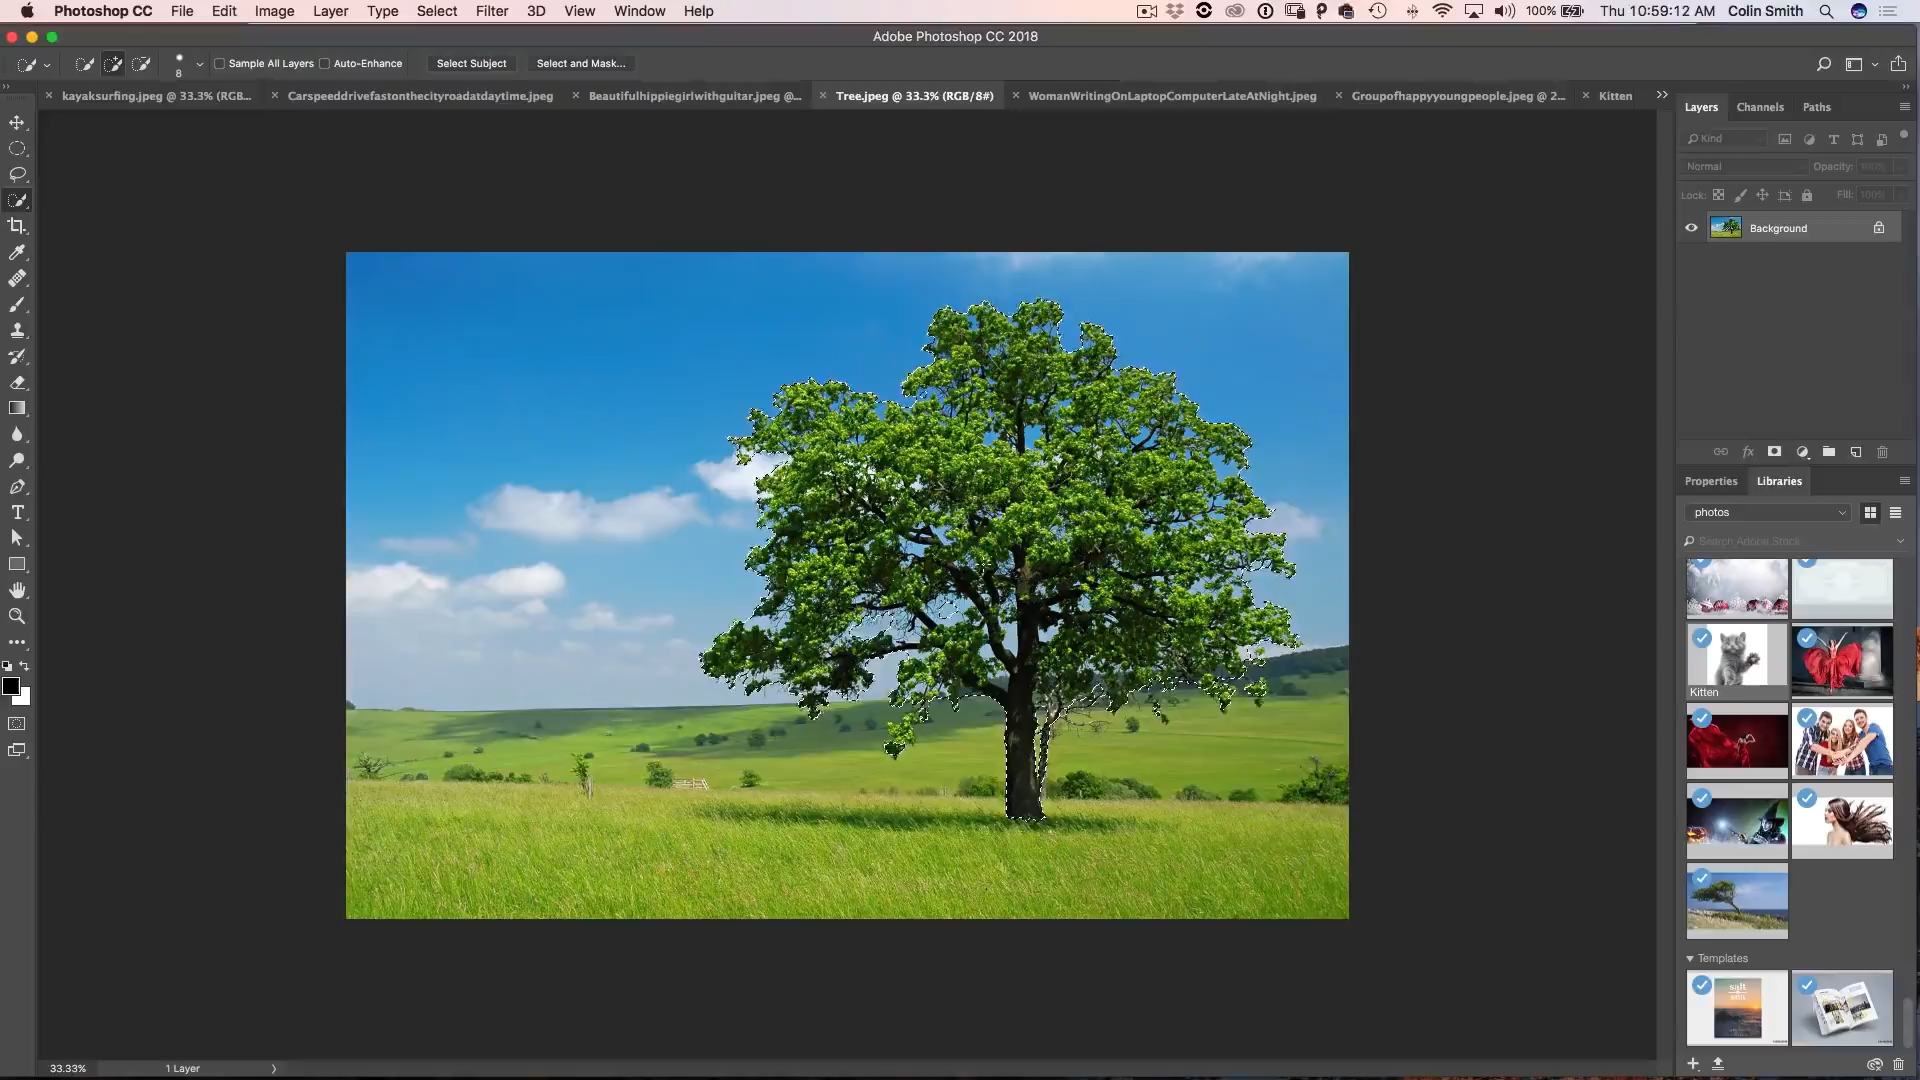 Photoshop CC File Edit Image Layer Type Select Filter 3D View Window Help 100% Thu 10:59:12 AM Colin Smith
Adobe Photoshop CC 2018
8 Sample All Layers Auto-Enhance Select Subject Select and Mask...
kayaksurfing.jpeg @ 33.3% (RGB... Carspeeddrivefastonthecityroadatdaytime.jpeg Beautifulhippiegirlwithguitar.jpeg @... Tree.jpeg @ 33.3% (RGB/8#) WomanWritingOnLaptopComputerLateAtNight.jpeg Groupofhappyyoungpeople.jpeg @ 2... Kitten
Layers Channels Paths
Kind
Normal Opacity: 100%
Lock: Fill: 100%
Background
Properties Libraries
photos
Search Adobe Stock
Kitten
Templates
salt
33.33% 1 Layer